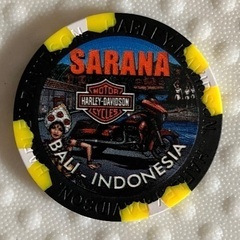 SARANA
MOTOR
HARLEY-DAVIDSON
CYCLES
BALI - INDONESIA